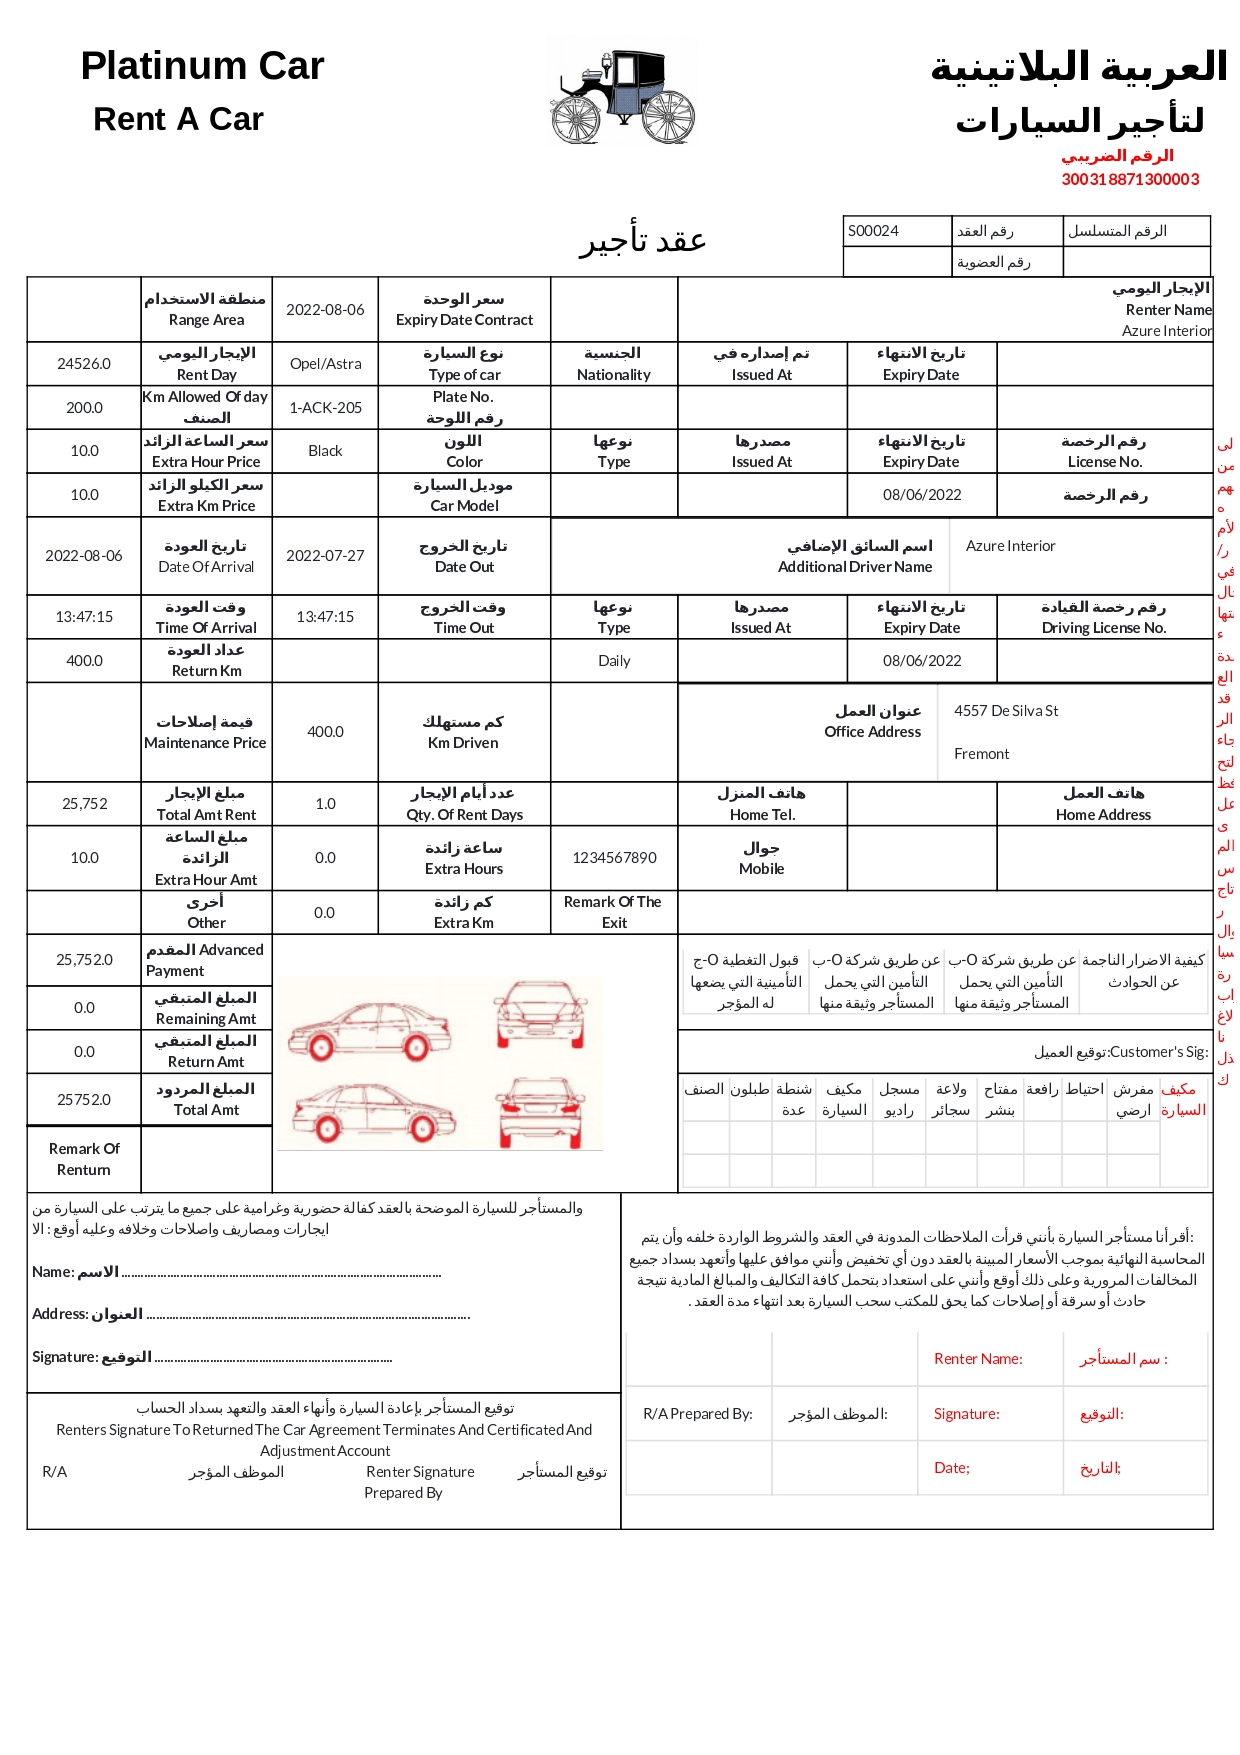 Platinum Car
Rent A Car
العربية البلاتينية
لتأجير السيارات
الرقم الضريبي
300318871300003
عقد تأجير
S00024 رقم العقد الرقم المتسلسل
رقم العضوية
منطقة الاستخدام
Range Area
2022-08-06
سعر الوحدة
Expiry Date Contract
الإيجار اليومي
Renter Name
Azure Interior
24526.0
الإيجار اليومي
Rent Day
Opel/Astra
نوع السيارة
Type of car
الجنسية
Nationality
تم إصداره في
Issued At
تاريخ الانتهاء
Expiry Date
200.0
Km Allowed Of day
الصنف
1-ACK-205
Plate No.
رقم اللوحة
10.0
سعر الساعة الزائد
Extra Hour Price
Black
اللون
Color
نوعها
Type
مصدرها
Issued At
تاريخ الانتهاء
Expiry Date
رقم الرخصة
License No.
10.0
سعر الكيلو الزائد
Extra Km Price
موديل السيارة
Car Model
08/06/2022
رقم الرخصة
2022-08-06
تاريخ العودة
Date Of Arrival
2022-07-27
تاريخ الخروج
Date Out
اسم السائق الإضافي
Additional Driver Name
Azure Interior
13:47:15
وقت العودة
Time Of Arrival
13:47:15
وقت الخروج
Time Out
نوعها
Type
مصدرها
Issued At
تاريخ الانتهاء
Expiry Date
رقم رخصة القيادة
Driving License No.
400.0
عداد العودة
Return Km
Daily
08/06/2022
قيمة إصلاحات
Maintenance Price
400.0
كم مستهلك
Km Driven
عنوان العمل
Office Address
4557 De Silva St
Fremont
25,752
مبلغ الإيجار
Total Amt Rent
1.0
عدد أيام الإيجار
Qty. Of Rent Days
هاتف المنزل
Home Tel.
هاتف العمل
Home Address
10.0
مبلغ الساعة
الزائدة
Extra Hour Amt
0.0
ساعة زائدة
Extra Hours
1234567890
جوال
Mobile
أخرى
Other
0.0
كم زائدة
Extra Km
Remark Of The
Exit
25,752.0
المقدم Advanced
Payment
0.0
المبلغ المتبقي
Remaining Amt
0.0
المبلغ المتبقي
Return Amt
25752.0
المبلغ المردود
Total Amt
Remark Of
Renturn
كيفية الاضرار الناجمة
عن الحوادث
ب-O عن طريق شركة
التأمين التي يحمل
المستأجر وثيقة منها
ب-O عن طريق شركة
التأمين التي يحمل
المستأجر وثيقة منها
ج-O قبول التغطية
التأمينية التي يضعها
له المؤجر
توقيع العميل:Customer's Sig:
مكيف
السيارة
مفرش
ارضي
احتياط
رافعة
مفتاح
بنشر
ولاعة
سجائر
مسجل
راديو
مكيف
السيارة
شنطة
عدة
طبلون
الصنف
والمستأجر للسيارة الموضحة بالعقد كفالة حضورية وغرامية على جميع ما يترتب على السيارة من
ايجارات ومصاريف واصلاحات وخلافه وعليه أوقع : الا
Name: الاسم ................................................................
Address: العنوان ................................................................
Signature: التوقيع ................................................
توقيع المستأجر بإعادة السيارة وأنهاء العقد والتعهد بسداد الحساب
Renters Signature To Returned The Car Agreement Terminates And Certificated And
Adjustment Account
R/A الموظف المؤجر Renter Signature توقيع المستأجر
Prepared By
:أقر أنا مستأجر السيارة بأنني قرأت الملاحظات المدونة في العقد والشروط الواردة خلفه وأن يتم
المحاسبة النهائية بموجب الأسعار المبينة بالعقد دون أي تخفيض وأنني موافق عليها وأتعهد بسداد جميع
المخالفات المرورية وعلى ذلك أوقع وأنني على استعداد بتحمل كافة التكاليف والمبالغ المادية نتيجة
حادث أو سرقة أو إصلاحات كما يحق للمكتب سحب السيارة بعد انتهاء مدة العقد .
Renter Name: سم المستأجر :
R/A Prepared By: الموظف المؤجر: Signature: التوقيع:
Date; التاريخ;